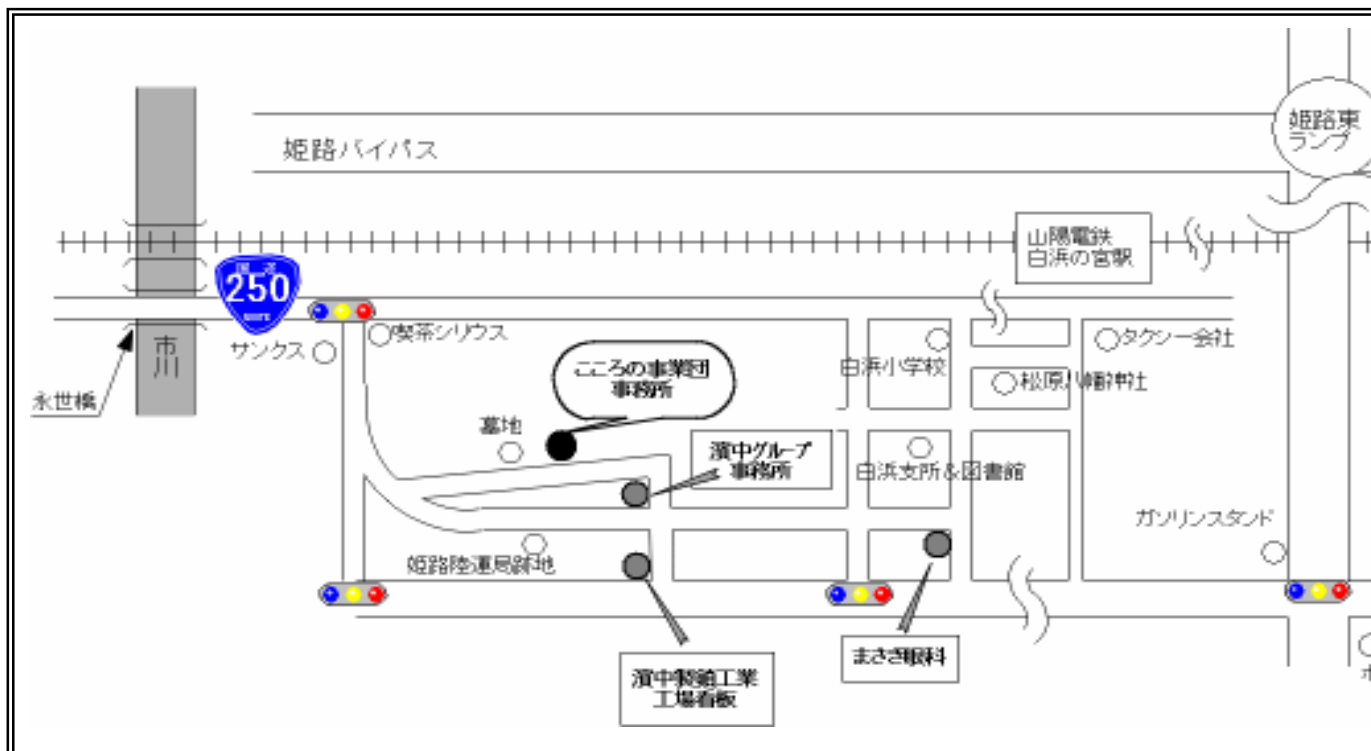 姫路東
ランプ
姫路バイパス
山陽電鉄
白浜の宮駅
国道
250
ROUTE
市川
永世橋
サンクス
喫茶シリウス
こころの事業団
事務所
墓地
濱中グループ
事務所
白浜小学校
タクシー会社
松原八幡神社
白浜支所&図書館
ガソリンスタンド
姫路陸運局跡地
濱中製鎖工業
工場看板
まさき眼科